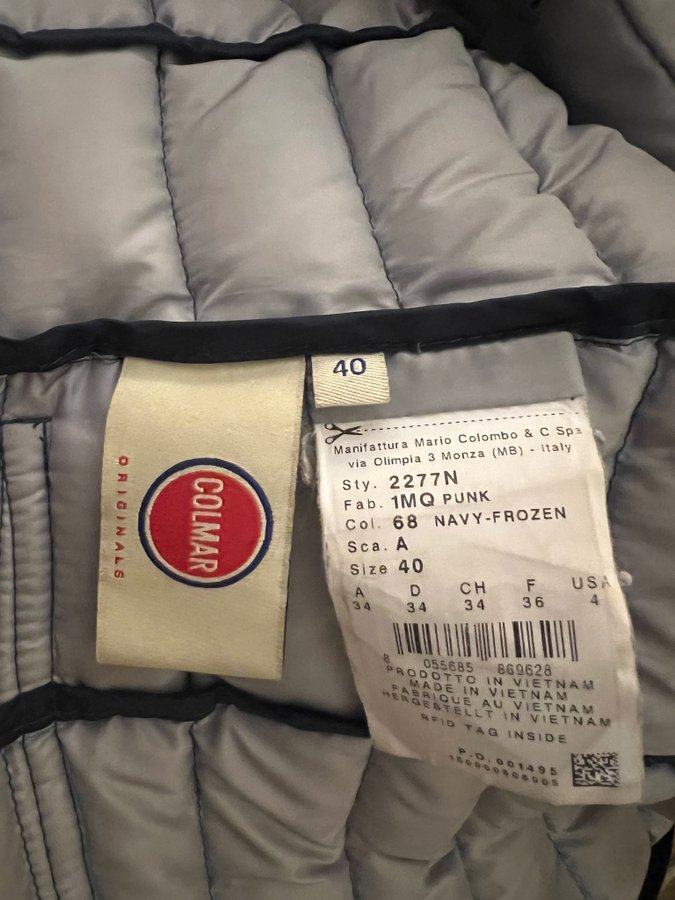 40
COLMAR
ORIGINALS
Manifattura Mario Colombo & C Spa
via Olimpia 3 Monza (MB) - Italy
Sty. 2277N
Fab. 1MQ PUNK
Col. 68 NAVY-FROZEN
Sca. A
Size 40
A D CH F USA
34 34 34 36 4
8 055685 869628
PRODOTTO IN VIETNAM
MADE IN VIETNAM
FABRIQUE AU VIETNAM
HERGESTELLT IN VIETNAM
RFID TAG INSIDE
P.O. 001495